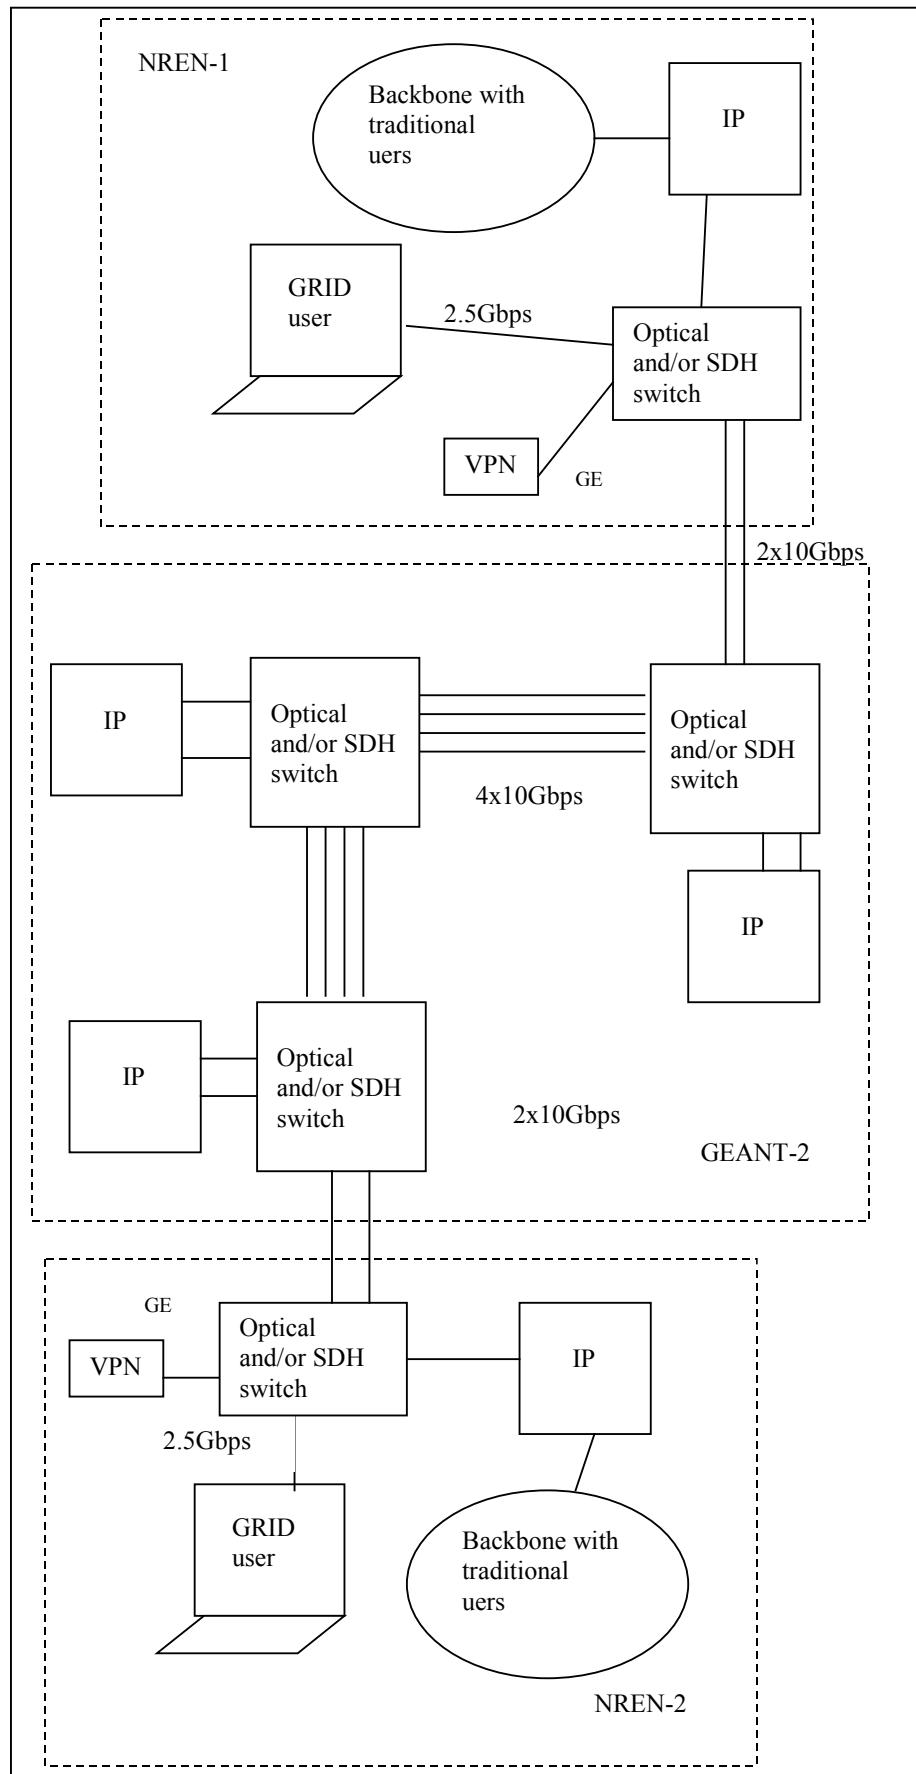 NREN-1
Backbone with
traditional
uers
IP
GRID
user
2.5Gbps
Optical
and/or SDH
switch
VPN
GE
2x10Gbps
IP
Optical
and/or SDH
switch
Optical
and/or SDH
switch
4x10Gbps
IP
IP
Optical
and/or SDH
switch
2x10Gbps
GEANT-2
GE
Optical
and/or SDH
switch
IP
VPN
2.5Gbps
GRID
user
Backbone with
traditional
uers
NREN-2